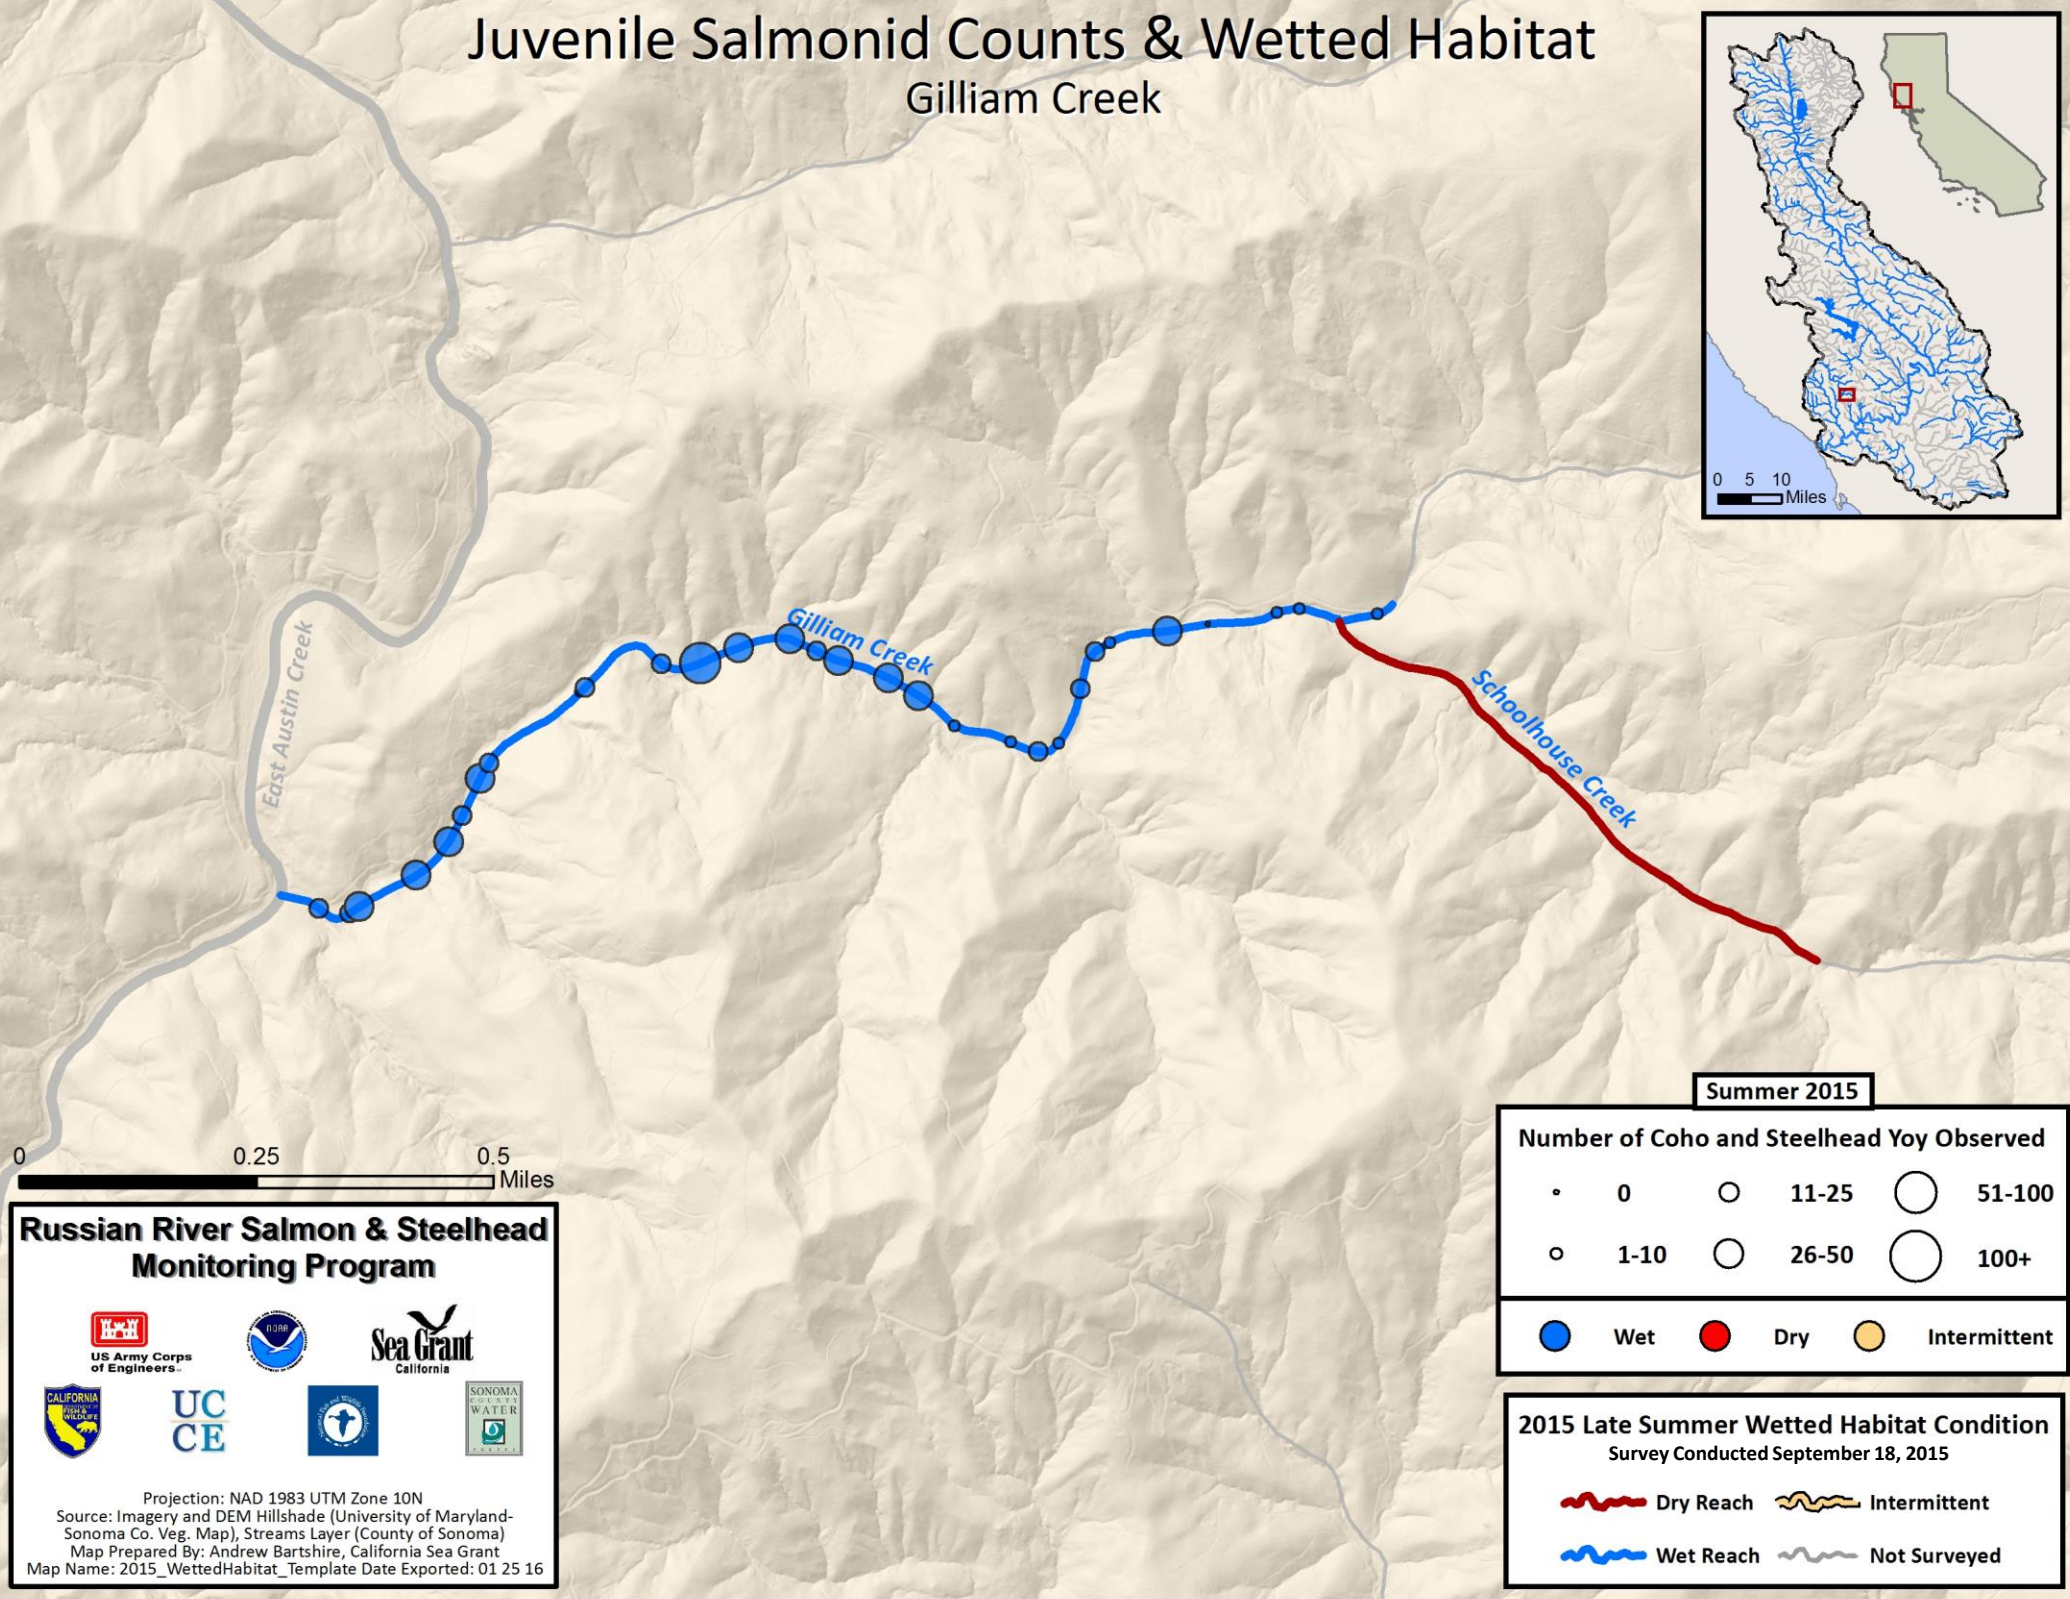 Juvenile Salmonid Counts & Wetted Habitat
Gilliam Creek
0 5 10
Miles
Gilliam Creek
East Austin Creek
Schoolhouse Creek
0 0.25 0.5
Miles
Russian River Salmon & Steelhead
Monitoring Program
US Army Corps
of Engineers
NOAA
Sea Grant
California
CALIFORNIA
FISH &
WILDLIFE
UC
CE
SONOMA
COUNTY
WATER
Projection: NAD 1983 UTM Zone 10N
Source: Imagery and DEM Hillshade (University of Maryland-
Sonoma Co. Veg. Map), Streams Layer (County of Sonoma)
Map Prepared By: Andrew Bartshire, California Sea Grant
Map Name: 2015_WettedHabitat_Template Date Exported: 01 25 16
Summer 2015
Number of Coho and Steelhead Yoy Observed
0 11-25 51-100
1-10 26-50 100+
Wet Dry Intermittent
2015 Late Summer Wetted Habitat Condition
Survey Conducted September 18, 2015
Dry Reach Intermittent
Wet Reach Not Surveyed